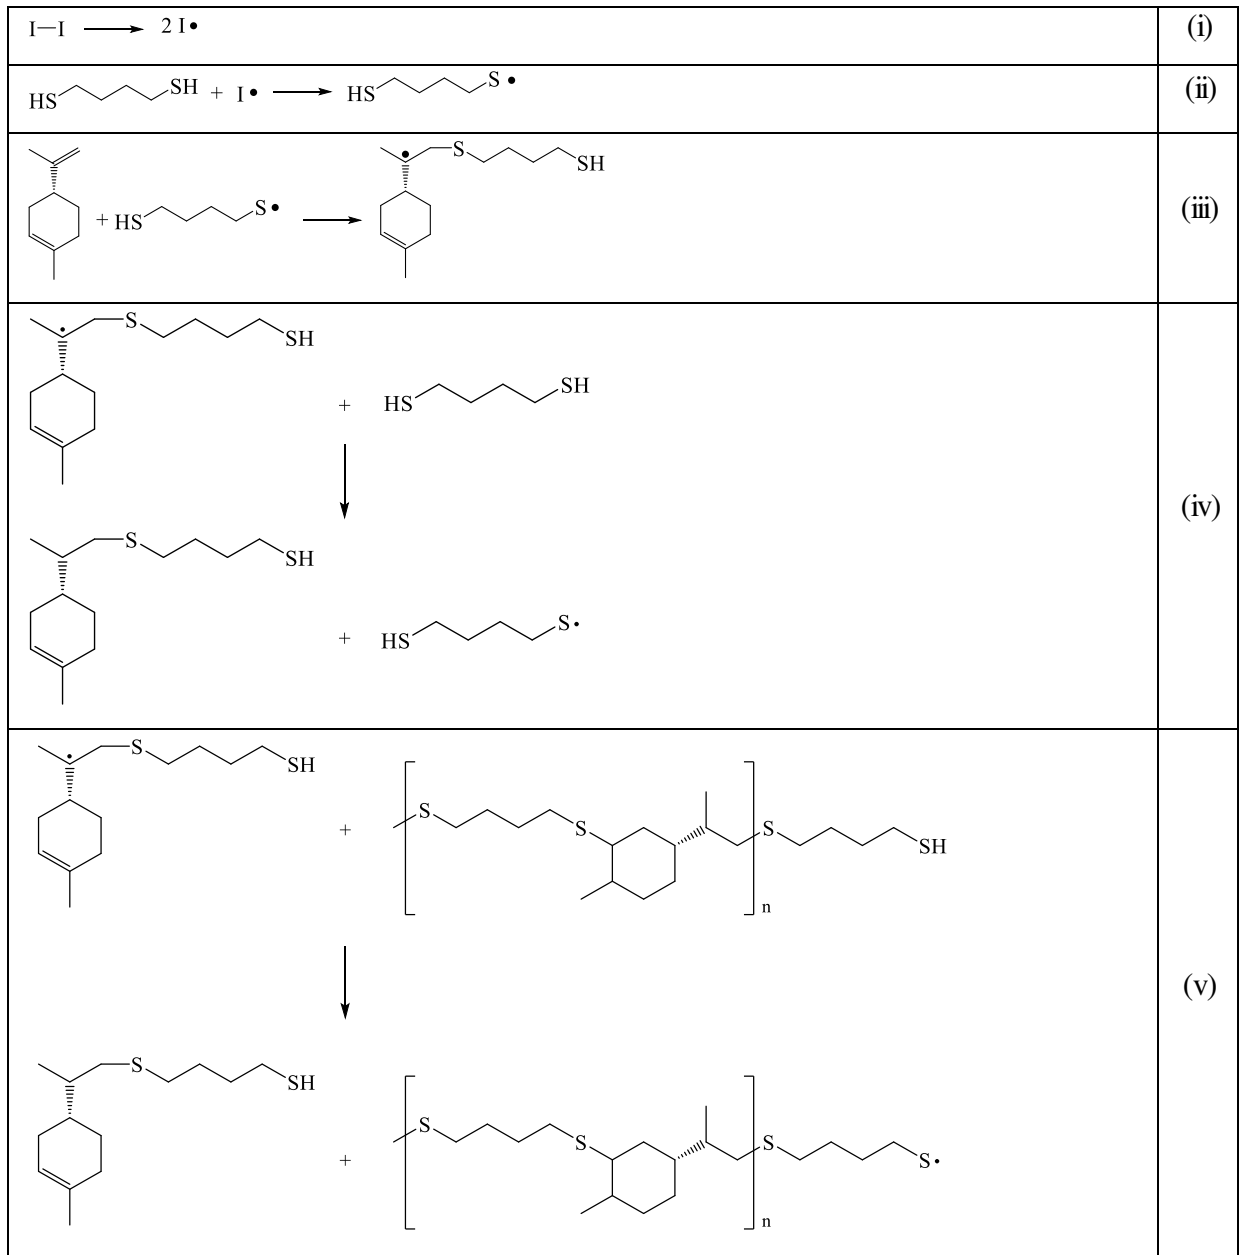 I—I 2 I• (i)
HS SH + I• HS S• (ii)
+ HS S• S SH (iii)
S SH
+ HS SH
(iv)
S SH
+ HS S•
S SH
+ S S S SH
n
(v)
S SH
+ S S S S•
n